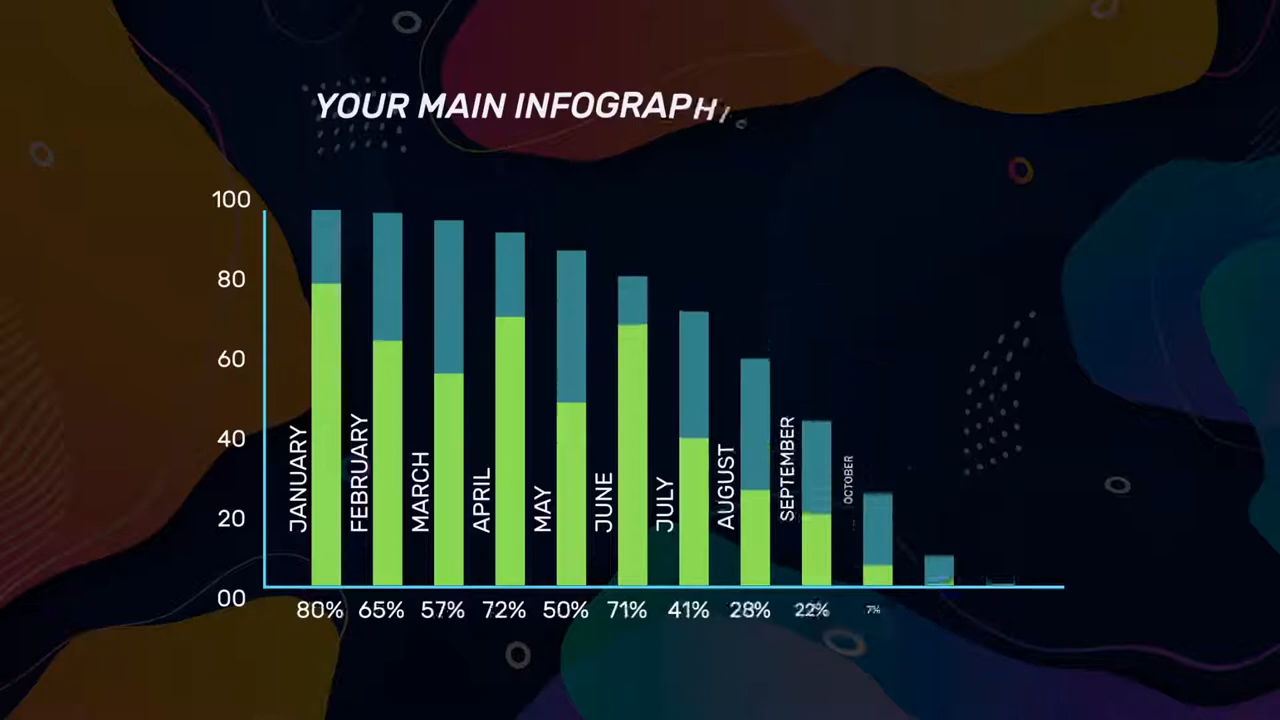 YOUR MAIN INFOGRAPHI
100
80
60
40
20
00
JANUARY
FEBRUARY
MARCH
APRIL
MAY
JUNE
JULY
AUGUST
SEPTEMBER
OCTOBER
80% 65% 57% 72% 50% 71% 41% 28% 22% 7%